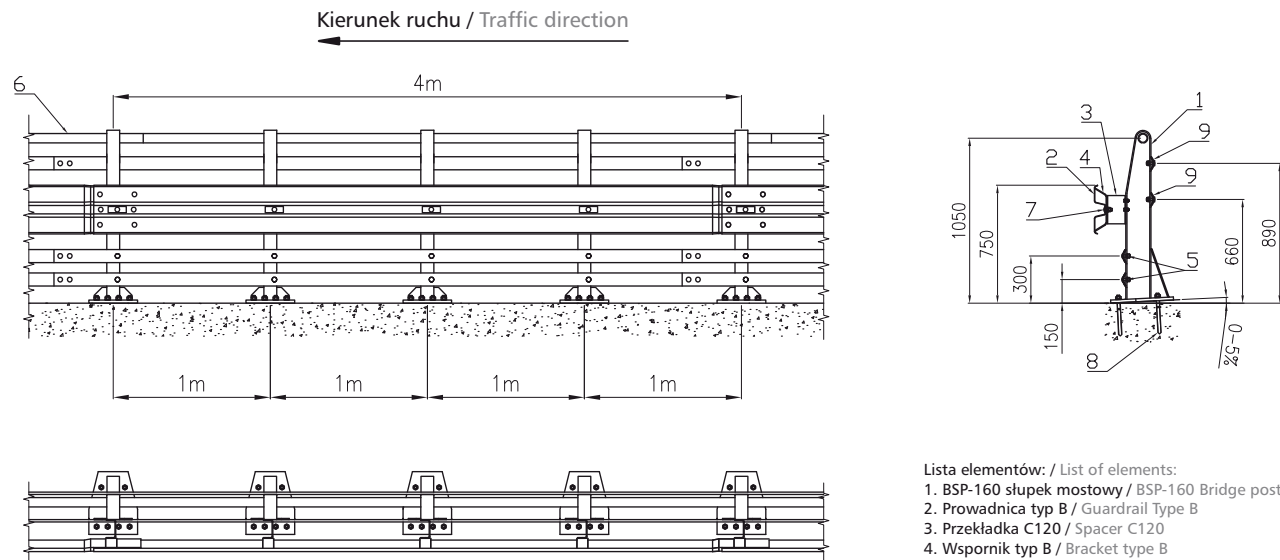 Kierunek ruchu / Traffic direction
6
4m
1m
1m
1m
1m
1
3
9
2
4
9
7
5
8
1050
750
300
150
660
890
0-5%
Lista elementów: / List of elements:
1. BSP-160 słupek mostowy / BSP-160 Bridge post
2. Prowadnica typ B / Guardrail Type B
3. Przekładka C120 / Spacer C120
4. Wspornik typ B / Bracket type B